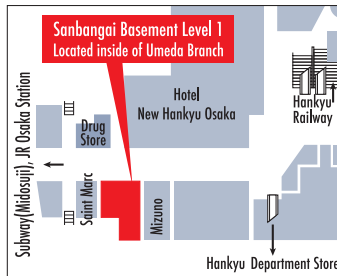 Sanbangai Basement Level 1
Located inside of Umeda Branch
Hotel
New Hankyu Osaka
Hankyu
Railway
Drug
Store
Subway(Midosuji), JR Osaka Station
Saint Marc
Mizuno
Hankyu Department Store